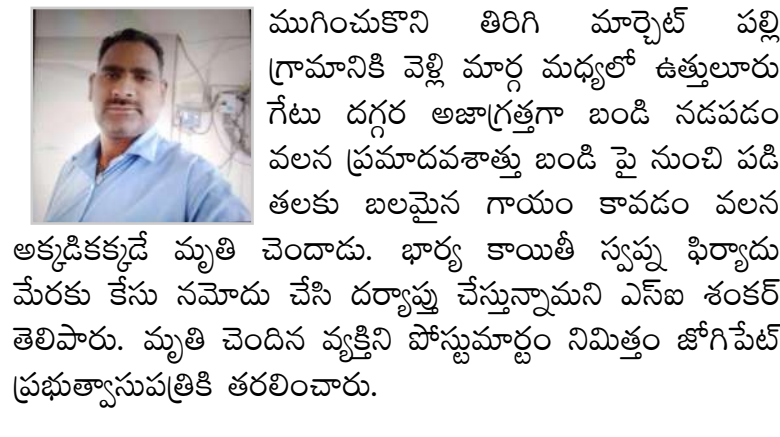 ముగించుకొని తిరిగి మార్చెట్ పల్లి
గ్రామానికి వెళ్లి మార్గ మధ్యలో ఉత్తులూరు
గేటు దగ్గర అజాగ్రత్తగా బండి నడపడం
వలన ప్రమాదవశాత్తు బండి పై నుంచి పడి
తలకు బలమైన గాయం కావడం వలన
అక్కడికక్కడే మృతి చెందాడు. భార్య కాయితీ స్వప్న ఫిర్యాదు
మేరకు కేసు నమోదు చేసి దర్యాప్తు చేస్తున్నామని ఎస్ఐ శంకర్
తెలిపారు. మృతి చెందిన వ్యక్తిని పోస్టుమార్టం నిమిత్తం జోగిపేట్
ప్రభుత్వాసుపత్రికి తరలించారు.